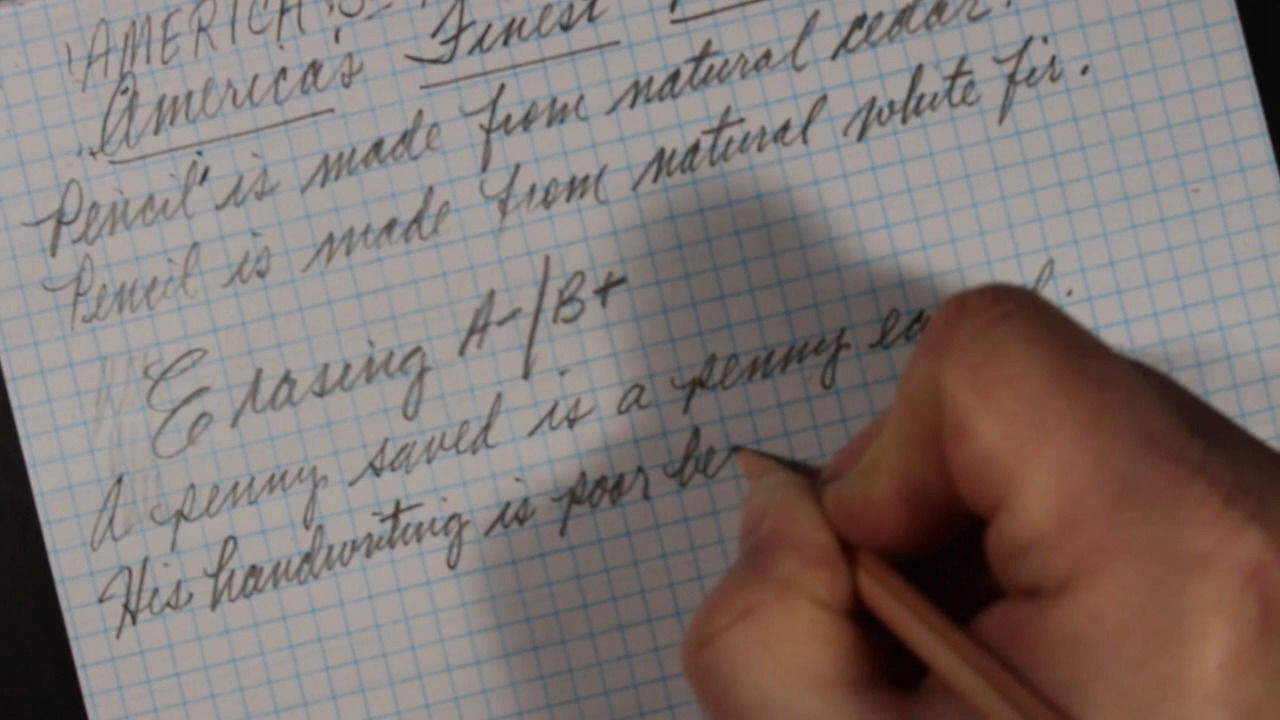 AMERICA'S
America's Finest
Pencil is made from natural cedar.
Pencil is made from natural white fir.
Erasing A-/B+
A penny saved is a penny
His handwriting is poor be